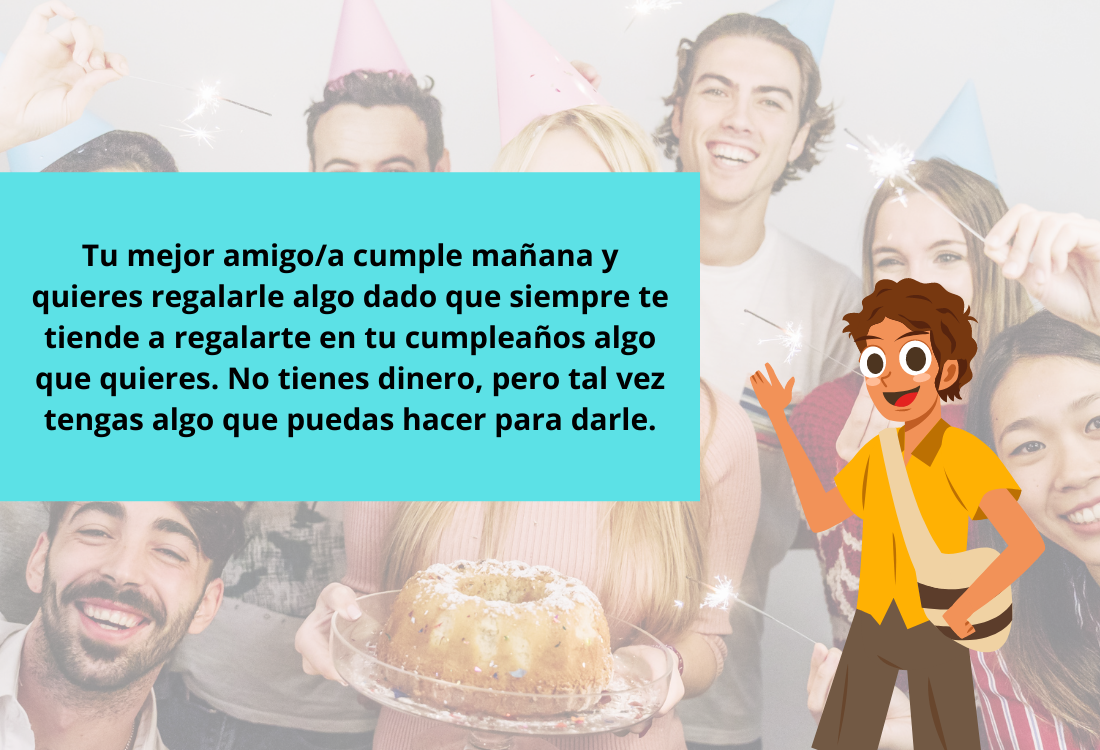 Tu mejor amigo/a cumple mañana y
quieres regalarle algo dado que siempre te
tiende a regalarte en tu cumpleaños algo
que quieres. No tienes dinero, pero tal vez
tengas algo que puedas hacer para darle.